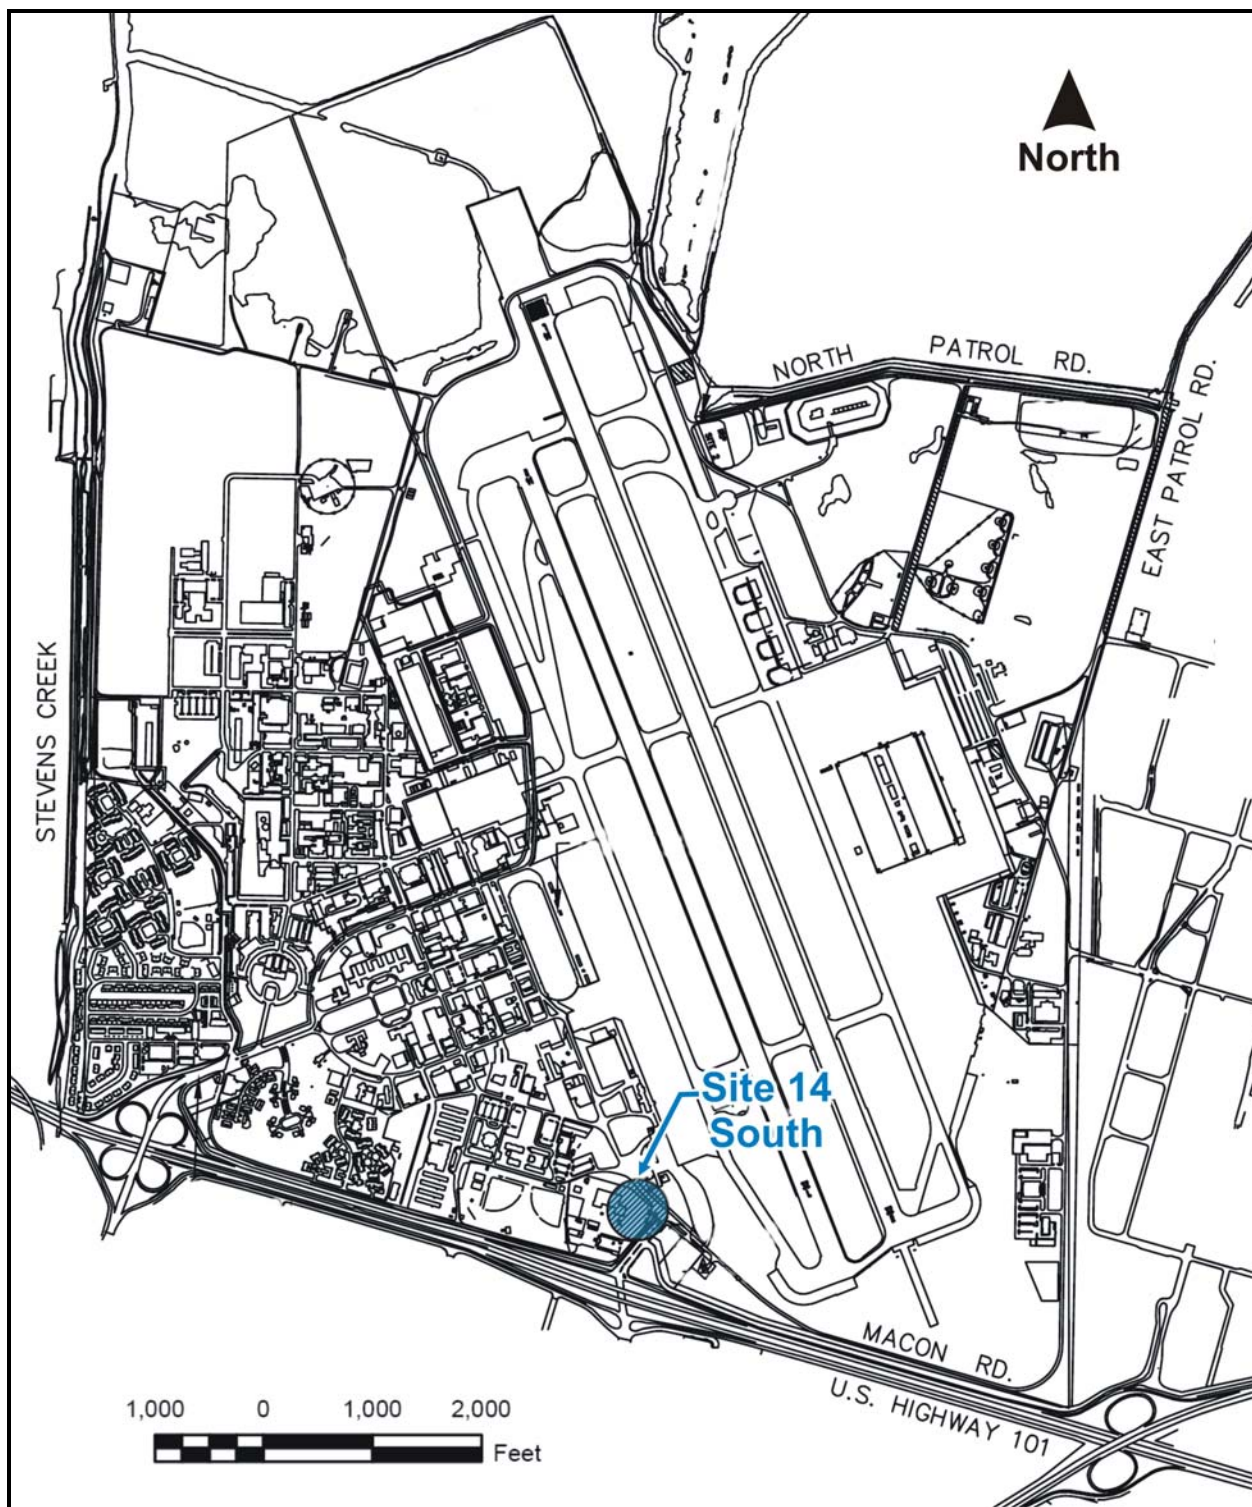 North
NORTH PATROL RD.
EAST PATROL RD.
STEVENS CREEK
Site 14
South
MACON RD.
U.S. HIGHWAY 101
1,000 0 1,000 2,000
Feet